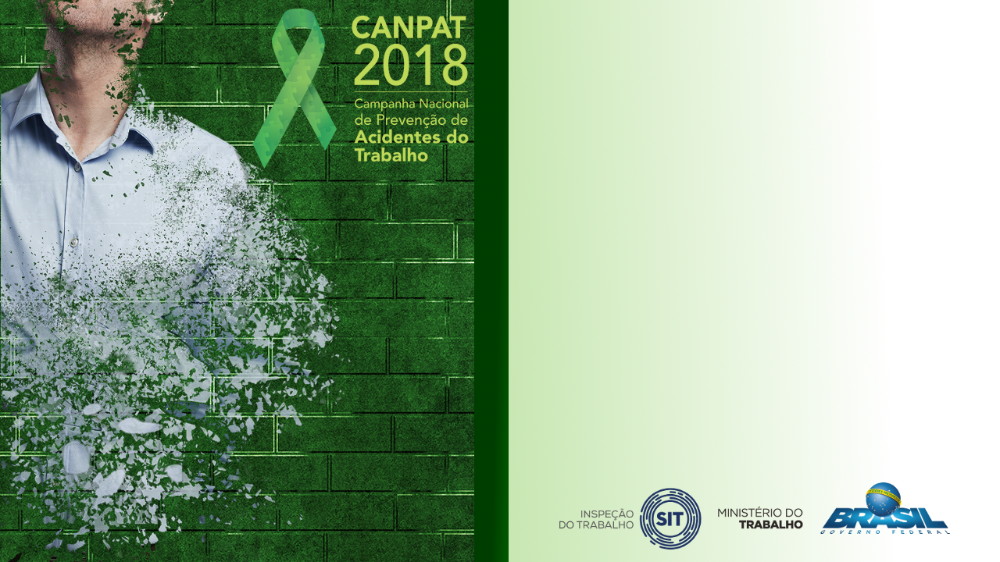 CANPAT
2018
Campanha Nacional
de Prevenção de
Acidentes do
Trabalho
INSPEÇÃO
DO TRABALHO
SIT
MINISTÉRIO DO
TRABALHO
BRASIL
GOVERNO FEDERAL